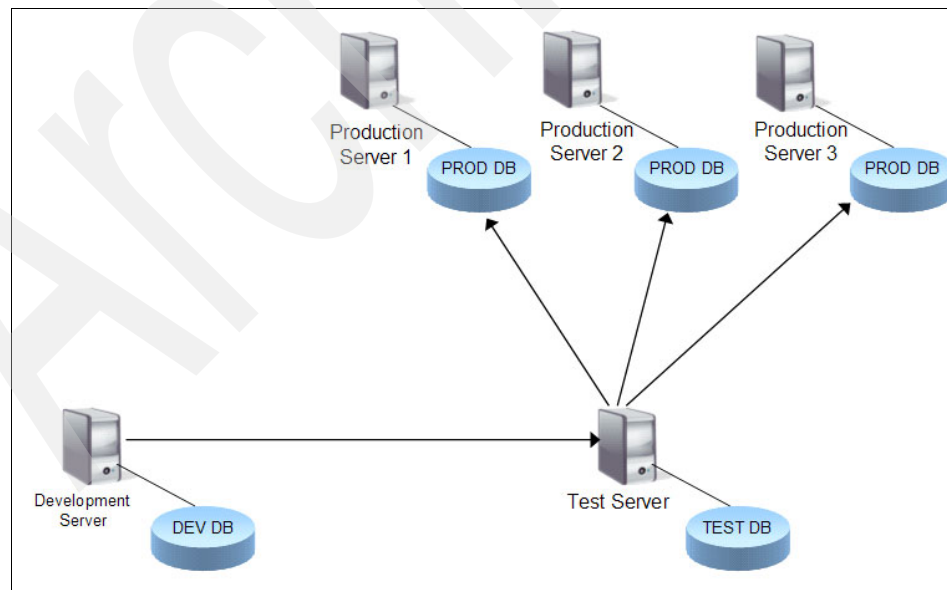 Production
Server 1
PROD DB
Production
Server 2
PROD DB
Production
Server 3
PROD DB
Development
Server
DEV DB
Test Server
TEST DB